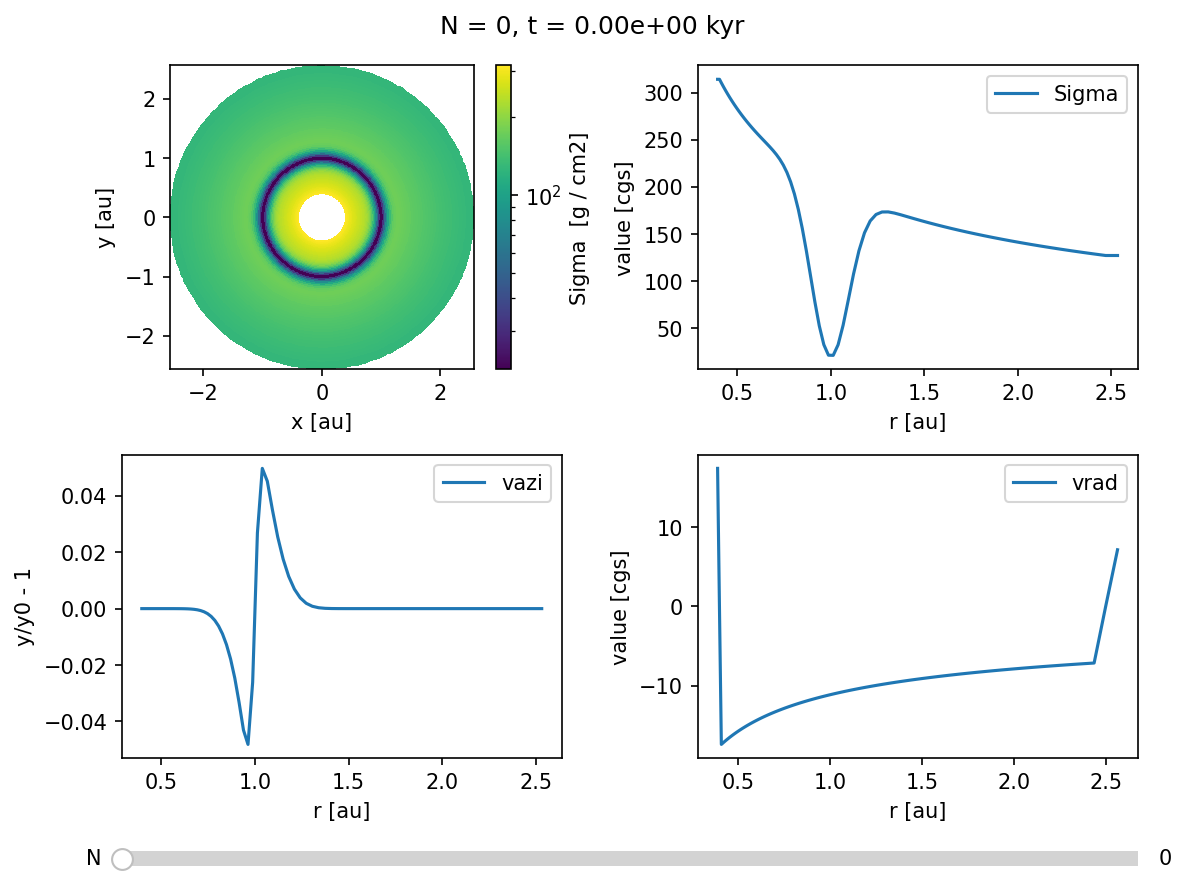 N = 0, t = 0.00e+00 kyr
2
1
0
−1
−2
y [au]
−2
0
2
x [au]
10²
Sigma [g / cm2]
300
250
200
150
100
50
value [cgs]
Sigma
0.5
1.0
1.5
2.0
2.5
r [au]
0.04
0.02
0.00
−0.02
−0.04
y/y0 - 1
vazi
0.5
1.0
1.5
2.0
2.5
r [au]
10
0
−10
value [cgs]
vrad
0.5
1.0
1.5
2.0
2.5
r [au]
N
0